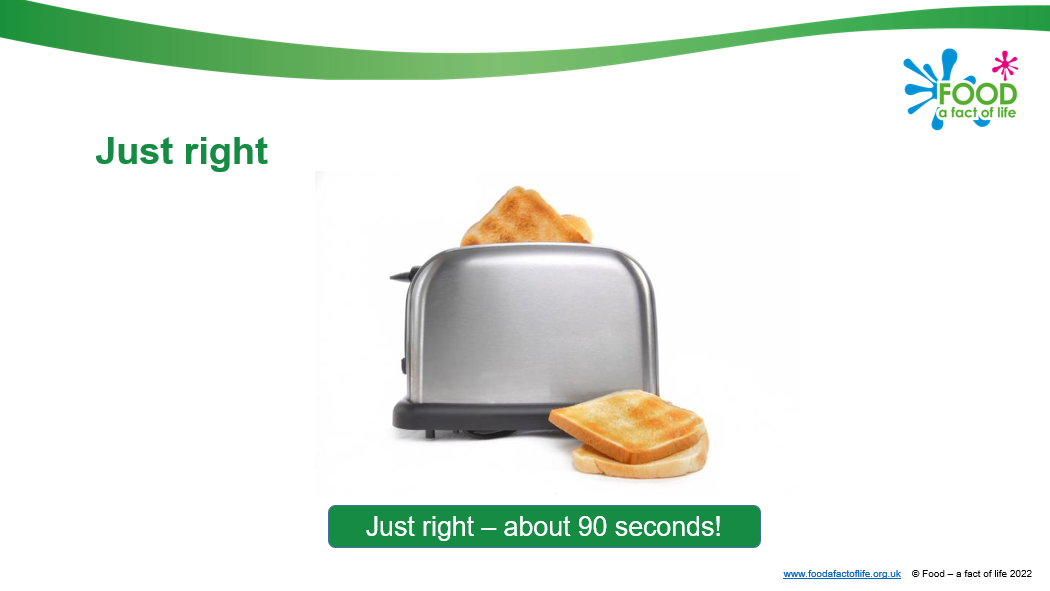 FOOD
a fact of life
Just right
Just right – about 90 seconds!
www.foodafactoflife.org.uk © Food – a fact of life 2022